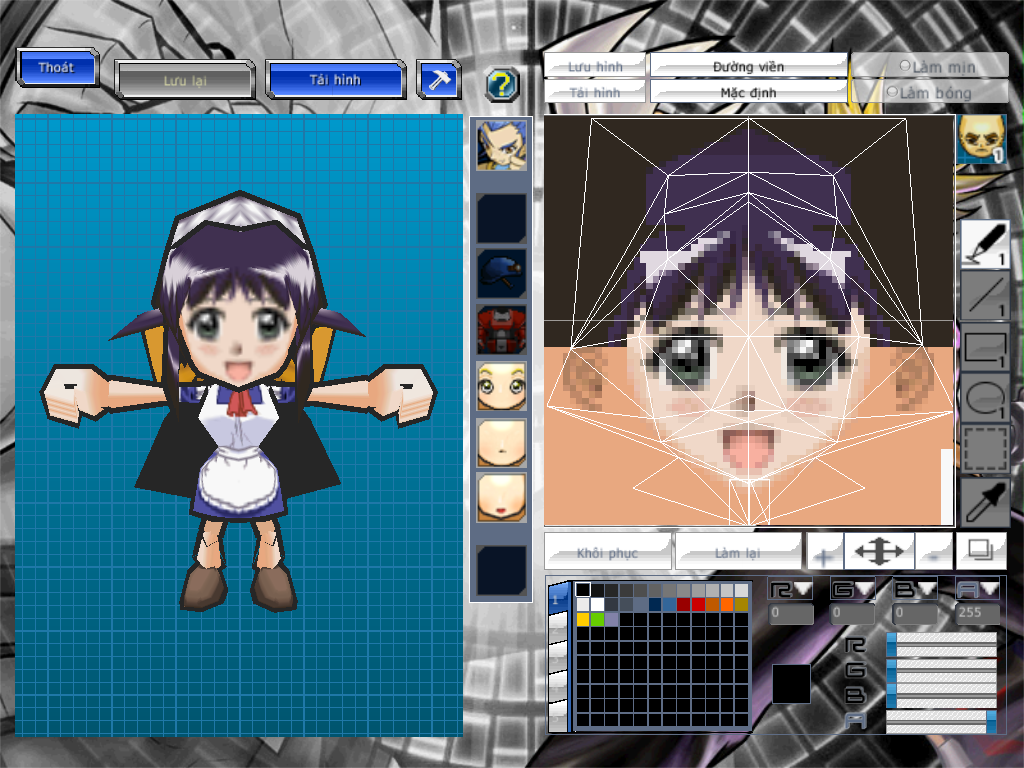 Thoát
Lưu lại
Tải hình
?
Lưu hình
Đường viền
Làm mịn
Tải hình
Mặc định
Làm bóng
1
1
1
1
1
Khôi phục
Làm lại
+
-
1
R G B A
0 0 0 255
R
G
B
A